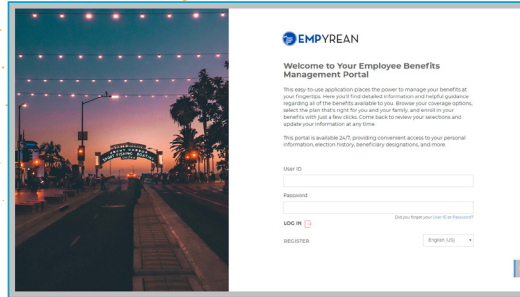 EMPYREAN
Welcome to Your Employee Benefits
Management Portal
This easy-to-use application places the power to manage your benefits at
your fingertips. Here you'll find detailed information and helpful guidance
regarding all of the benefits available to you. Browse your coverage options,
select the plan that's right for you and your family, and enroll in your
benefits with just a few clicks. Come back to review your selections and
update your information at any time.
This portal is available 24/7, providing convenient access to your personal
information, election history, beneficiary designations, and more.
User ID
Password
Did you forget your User ID or Password?
LOG IN
REGISTER
English (US)